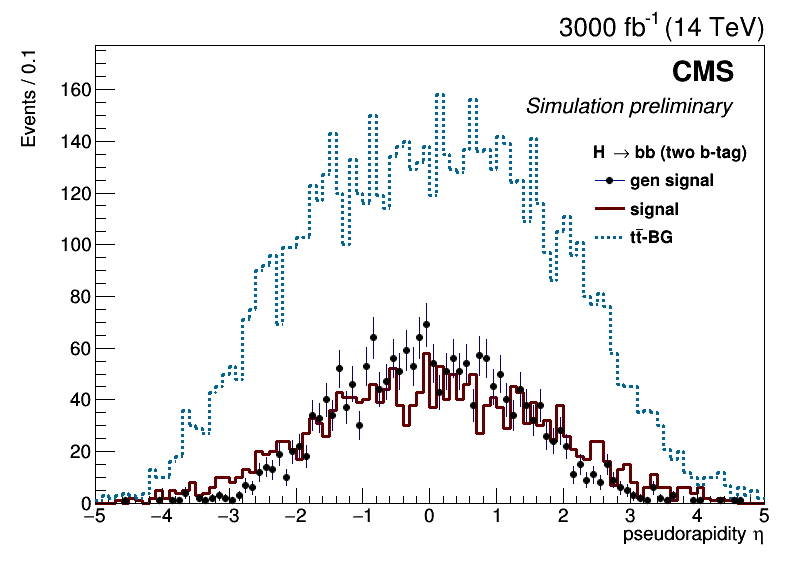 3000 fb⁻¹ (14 TeV)
Events / 0.1
CMS
Simulation preliminary
H → bb (two b-tag)
gen signal
signal
tt̄-BG
160
140
120
100
80
60
40
20
0
−5 −4 −3 −2 −1 0 1 2 3 4 5
pseudorapidity η